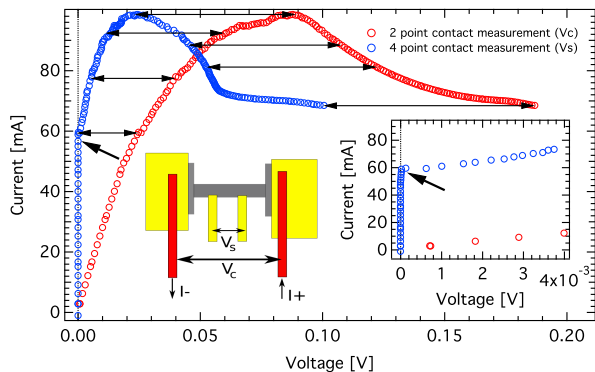 2 point contact measurement (Vc)
4 point contact measurement (Vs)
Current [mA]
80
60
40
20
0
0.00
0.05
0.10
0.15
0.20
Voltage [V]
Vs
Vc
I-
I+
Current [mA]
80
60
40
20
0
0
1
2
3
4x10-3
Voltage [V]